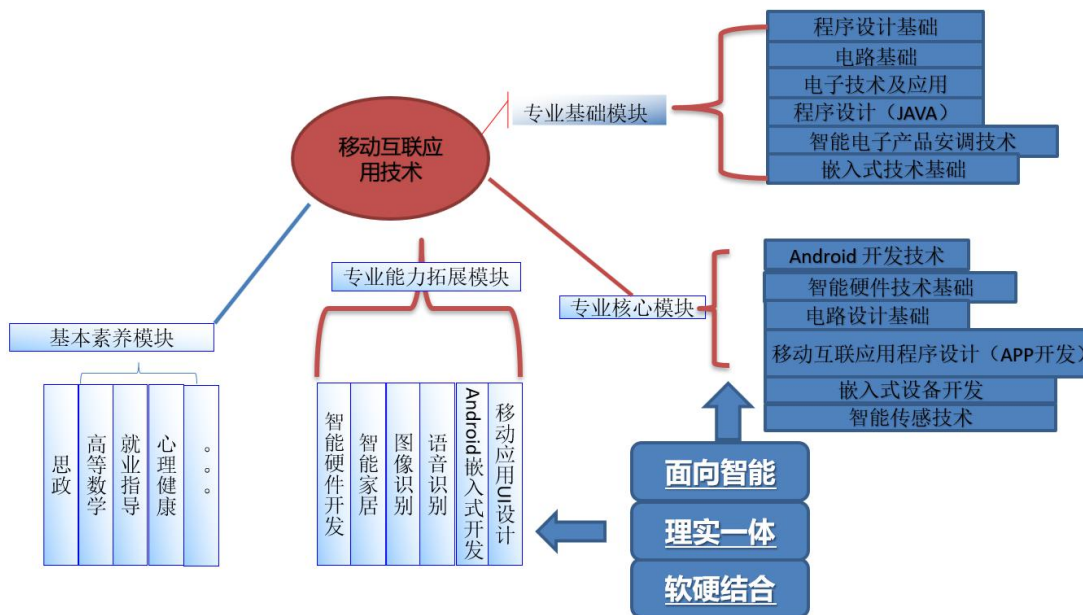 移动互联应
用技术
专业基础模块
程序设计基础
电路基础
电子技术及应用
程序设计（JAVA）
智能电子产品安调技术
嵌入式技术基础
专业核心模块
Android 开发技术
智能硬件技术基础
电路设计基础
移动互联应用程序设计（APP开发）
嵌入式设备开发
智能传感技术
专业能力拓展模块
智能硬件开发
智能家居
图像识别
语音识别
Android嵌入式开发
移动应用UI设计
基本素养模块
思政
高等数学
就业指导
心理健康
。。。
面向智能
理实一体
软硬结合